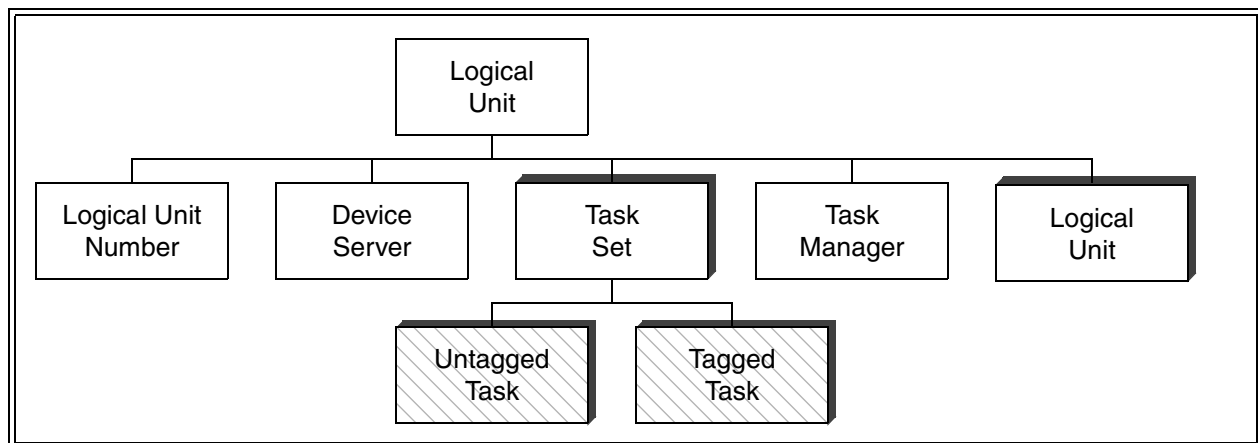 Logical
Unit
Logical Unit
Number
Device
Server
Task
Set
Task
Manager
Logical
Unit
Untagged
Task
Tagged
Task